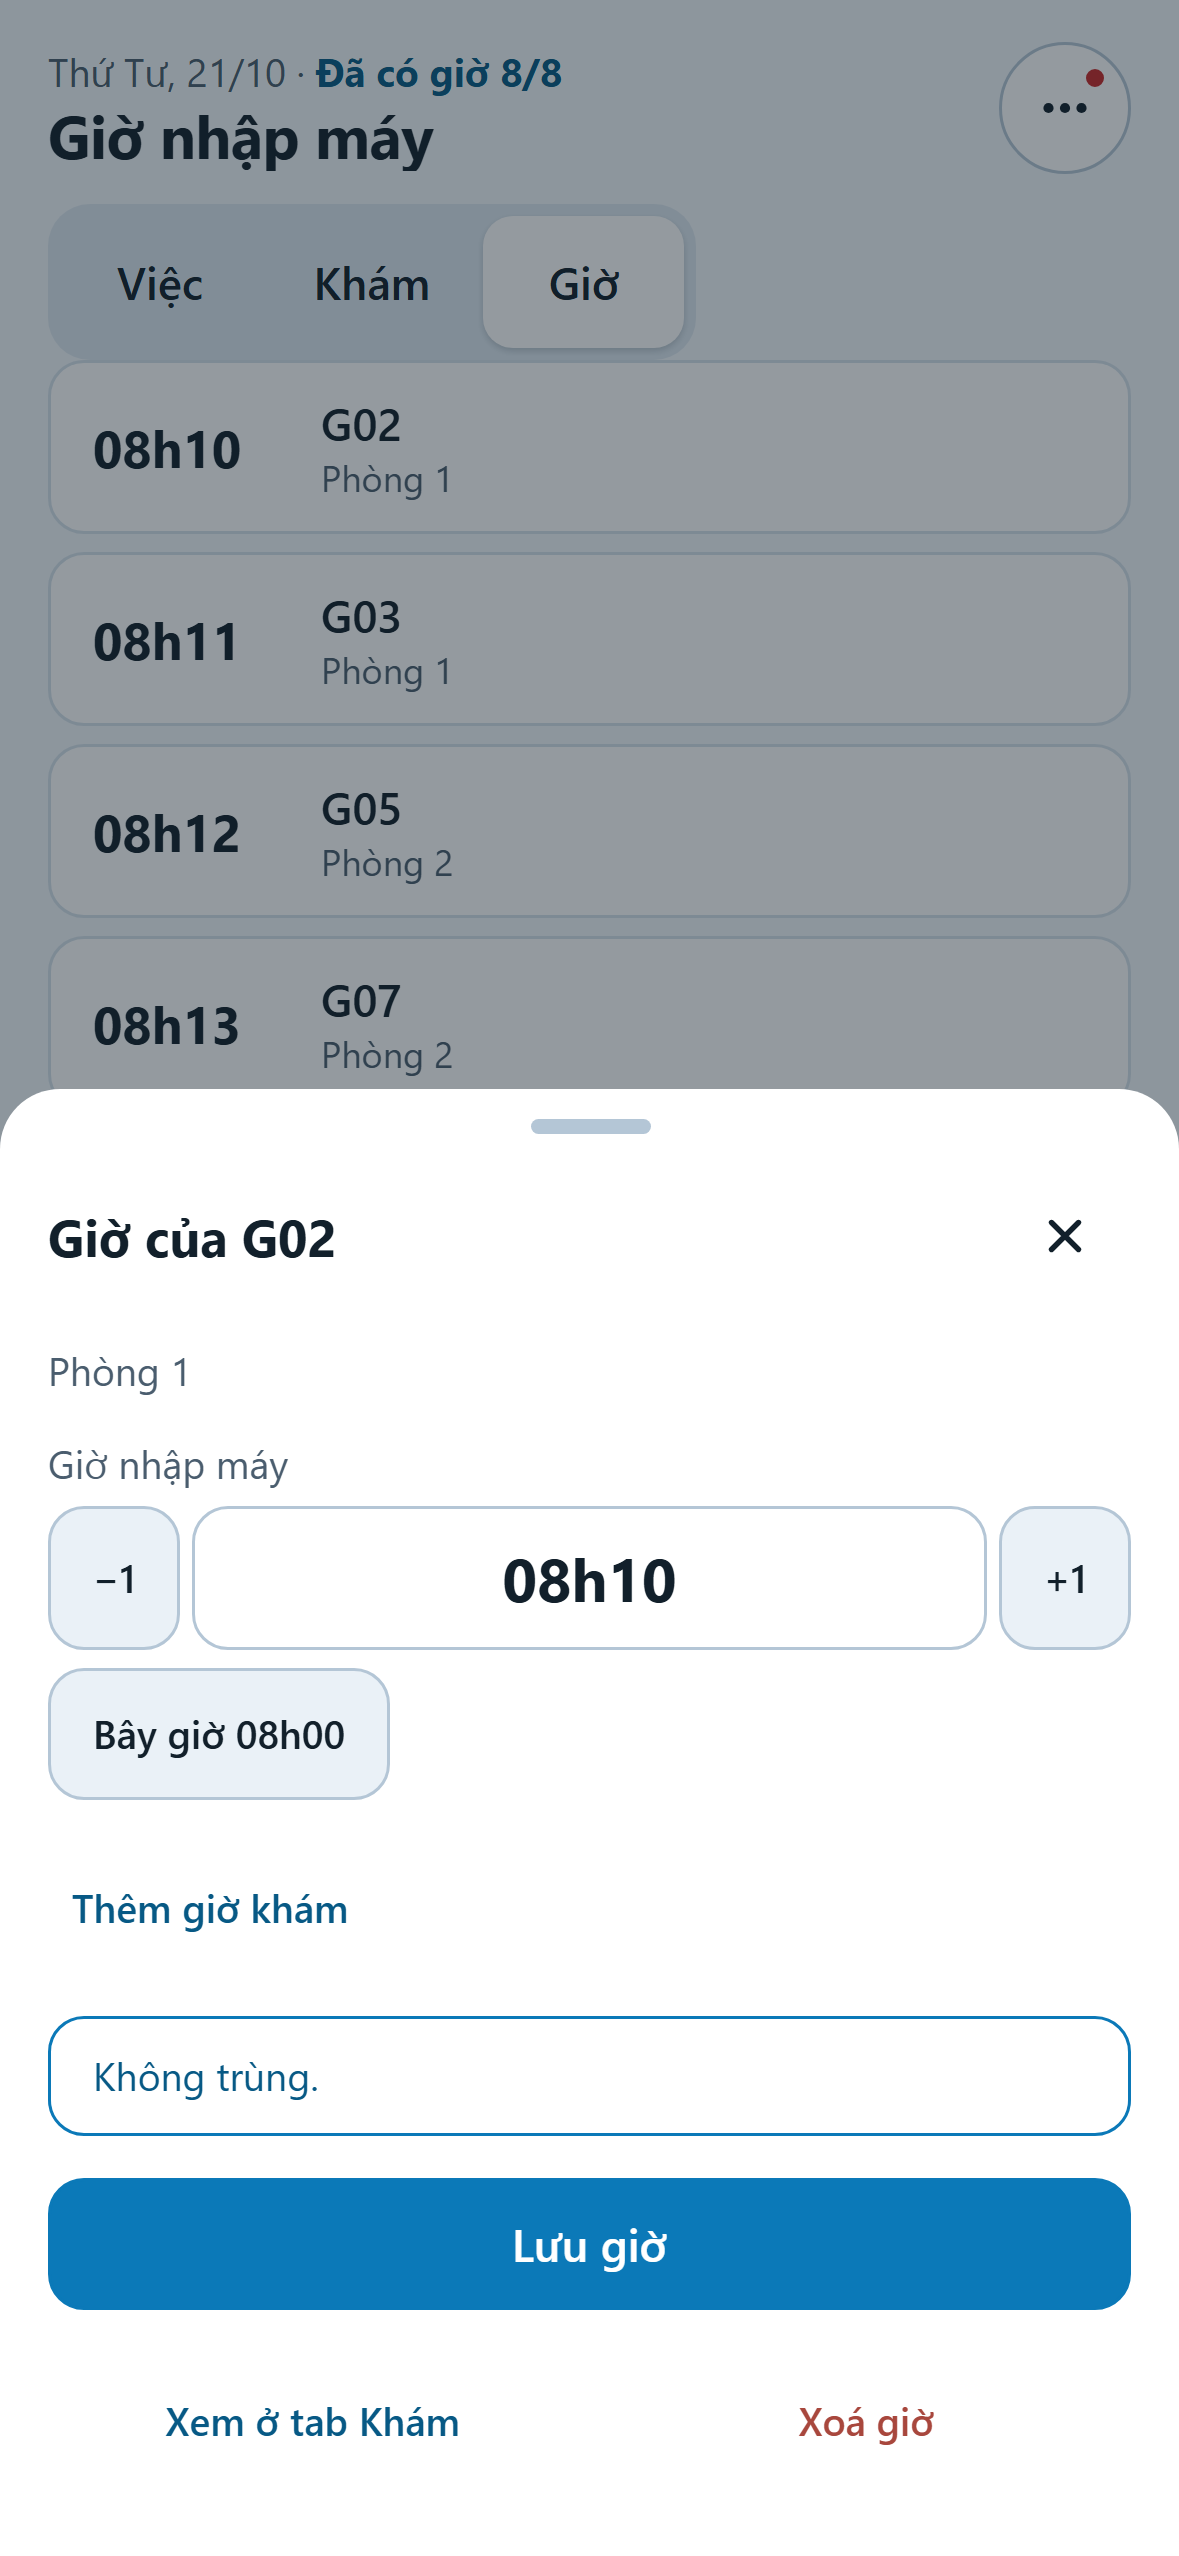 Thứ Tư, 21/10 · Đã có giờ 8/8
Giờ nhập máy
Việc Khám Giờ
08h10
G02
Phòng 1
08h11
G03
Phòng 1
08h12
G05
Phòng 2
08h13
G07
Phòng 2
Giờ của G02
Phòng 1
Giờ nhập máy
−1 08h10 +1
Bây giờ 08h00
Thêm giờ khám
Không trùng.
Lưu giờ
Xem ở tab Khám Xoá giờ